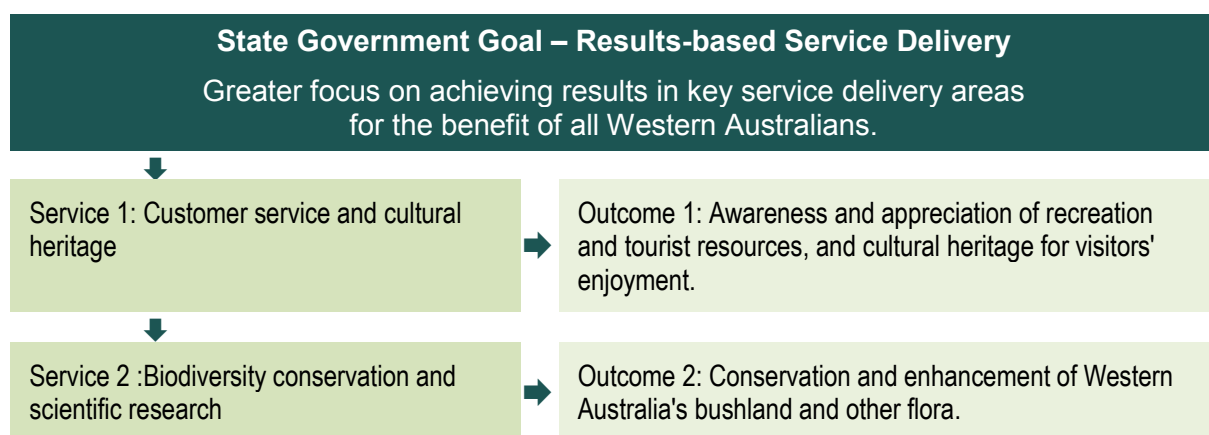 State Government Goal – Results-based Service Delivery
Greater focus on achieving results in key service delivery areas
for the benefit of all Western Australians.
Service 1: Customer service and cultural
heritage
Outcome 1: Awareness and appreciation of recreation
and tourist resources, and cultural heritage for visitors'
enjoyment.
Service 2 :Biodiversity conservation and
scientific research
Outcome 2: Conservation and enhancement of Western
Australia's bushland and other flora.